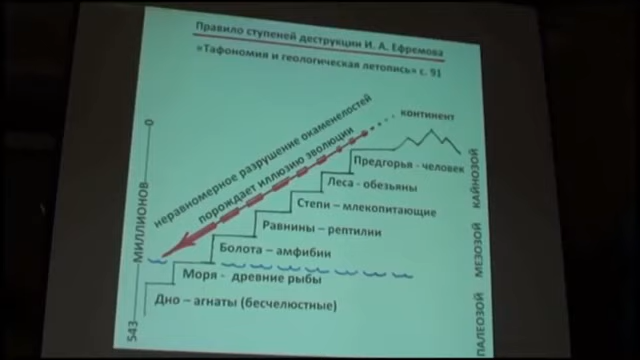 Правило ступеней деструкции И. А. Ефремова
«Тафономия и геологическая летопись» с. 91
континент
неравномерное разрушение окаменелостей
порождает иллюзию эволюции
Предгорья - человек
Леса - обезьяны
Степи – млекопитающие
Равнины – рептилии
Болота – амфибии
Моря - древние рыбы
Дно – агнаты (бесчелюстные)
0
МИЛЛИОНОВ
543
КАЙНОЗОЙ
МЕЗОЗОЙ
ПАЛЕОЗОЙ